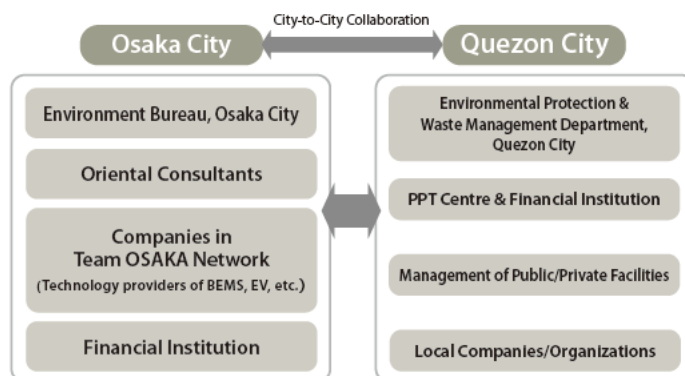 City-to-City Collaboration
Osaka City
Quezon City
Environment Bureau, Osaka City
Oriental Consultants
Companies in
Team OSAKA Network
(Technology providers of BEMS, EV, etc.)
Financial Institution
Environmental Protection &
Waste Management Department,
Quezon City
PPT Centre & Financial Institution
Management of Public/Private Facilities
Local Companies/Organizations